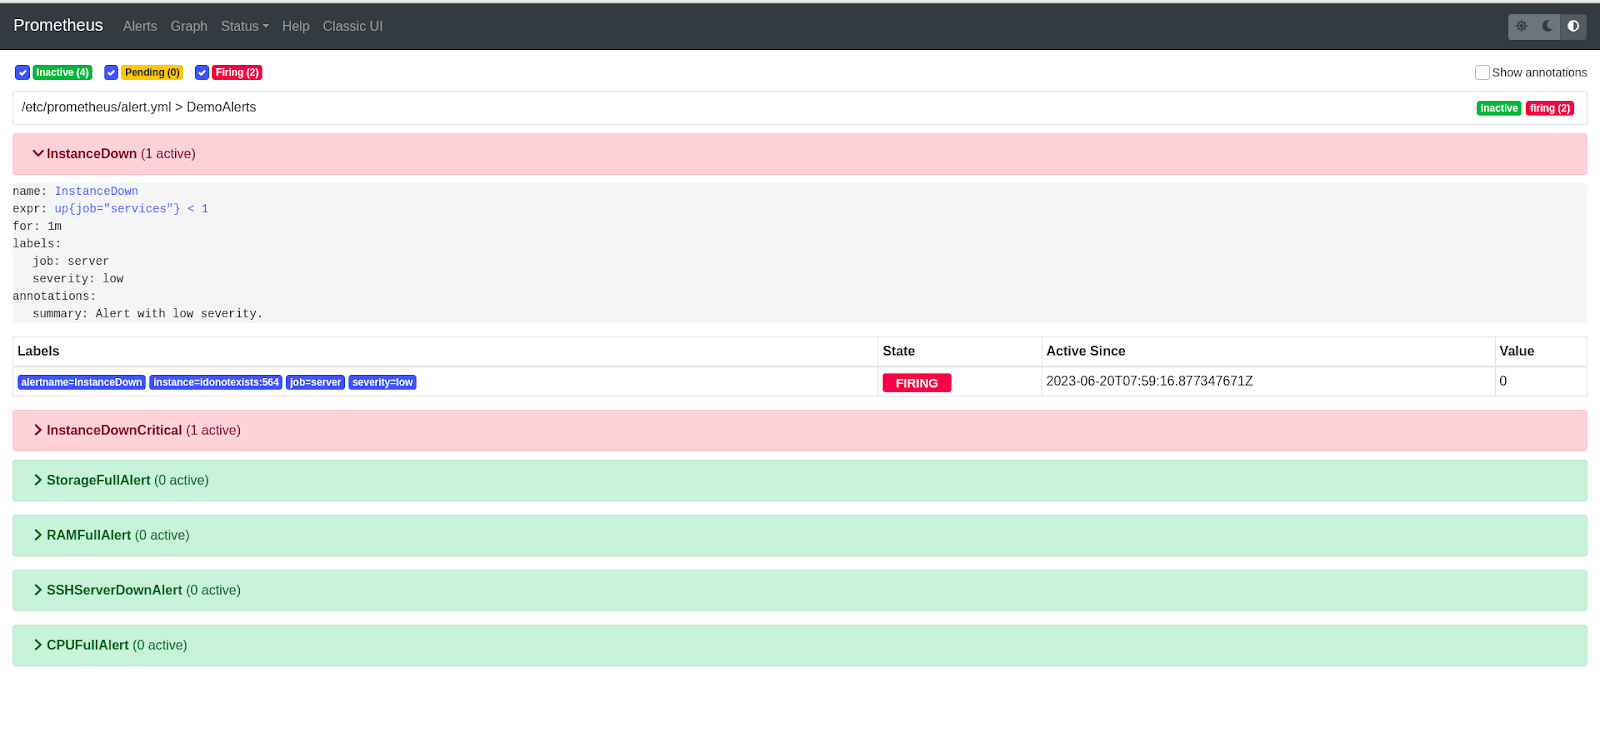 Prometheus Alerts Graph Status Help Classic UI
Inactive (4) Pending (0) Firing (2) Show annotations
/etc/prometheus/alert.yml > DemoAlerts inactive firing (2)
InstanceDown (1 active)
name: InstanceDown
expr: up{job="services"} < 1
for: 1m
labels:
job: server
severity: low
annotations:
summary: Alert with low severity.
Labels State Active Since Value
alertname=InstanceDown instance=idonotexists:564 job=server severity=low FIRING 2023-06-20T07:59:16.877347671Z 0
InstanceDownCritical (1 active)
StorageFullAlert (0 active)
RAMFullAlert (0 active)
SSHServerDownAlert (0 active)
CPUFullAlert (0 active)